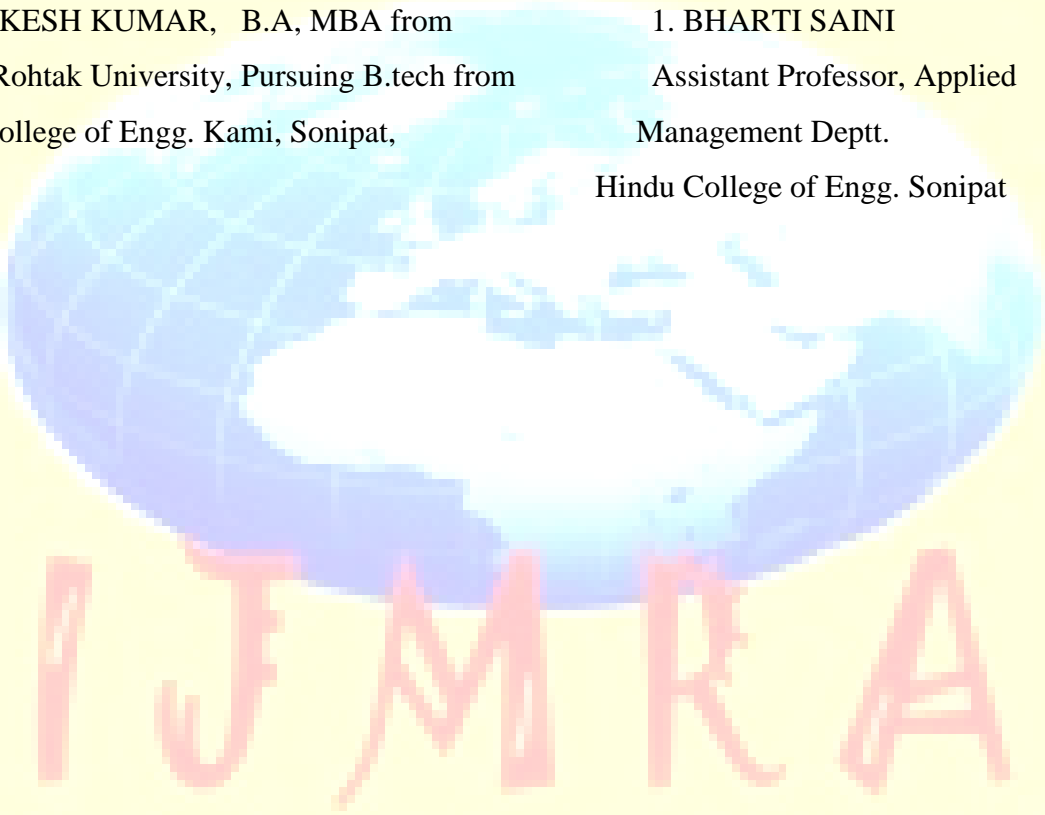 KESH KUMAR, B.A, MBA from
Rohtak University, Pursuing B.tech from
ollege of Engg. Kami, Sonipat,
1. BHARTI SAINI
Assistant Professor, Applied
Management Deptt.
Hindu College of Engg. Sonipat
IJMRA